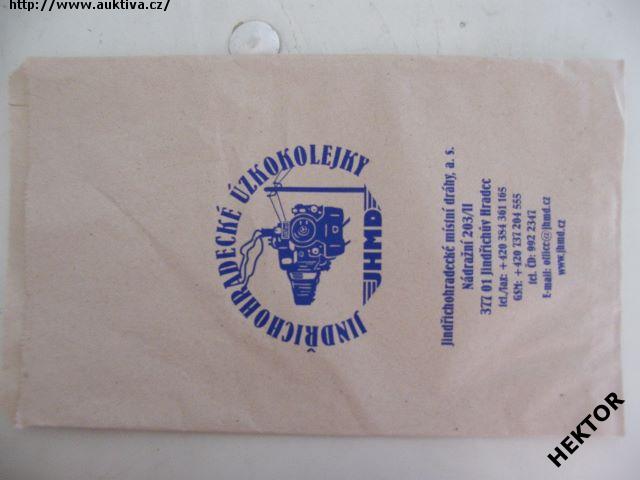 http://www.auktiva.cz/
JINDŘICHOHRADECKÉ ÚZKOKOLEJKY
JHMD
Jindřichohradecké místní dráhy, a. s.
Nádražní 203/II
377 01 Jindřichův Hradec
tel./fax: +420 384 361 165
GSM: +420 737 204 555
tel. ČD: 992 2347
E-mail: office@jhmd.cz
www.jhmd.cz
HEKTOR